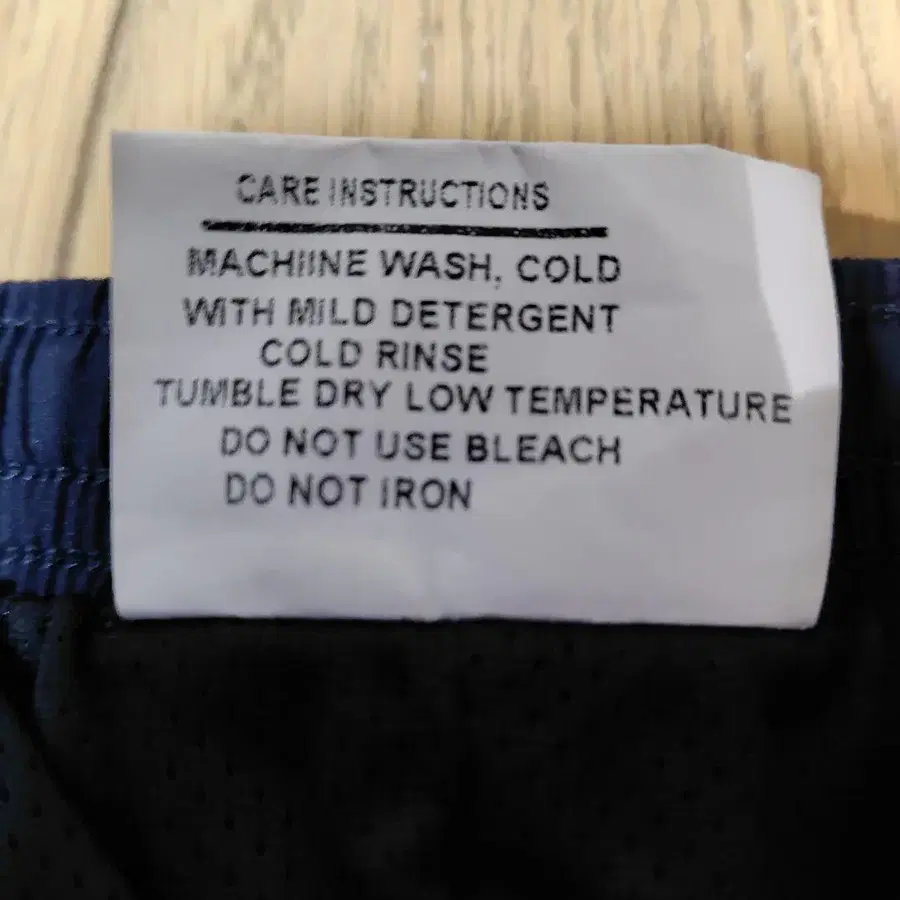 CARE INSTRUCTIONS
MACHIINE WASH, COLD
WITH MILD DETERGENT
COLD RINSE
TUMBLE DRY LOW TEMPERATURE
DO NOT USE BLEACH
DO NOT IRON